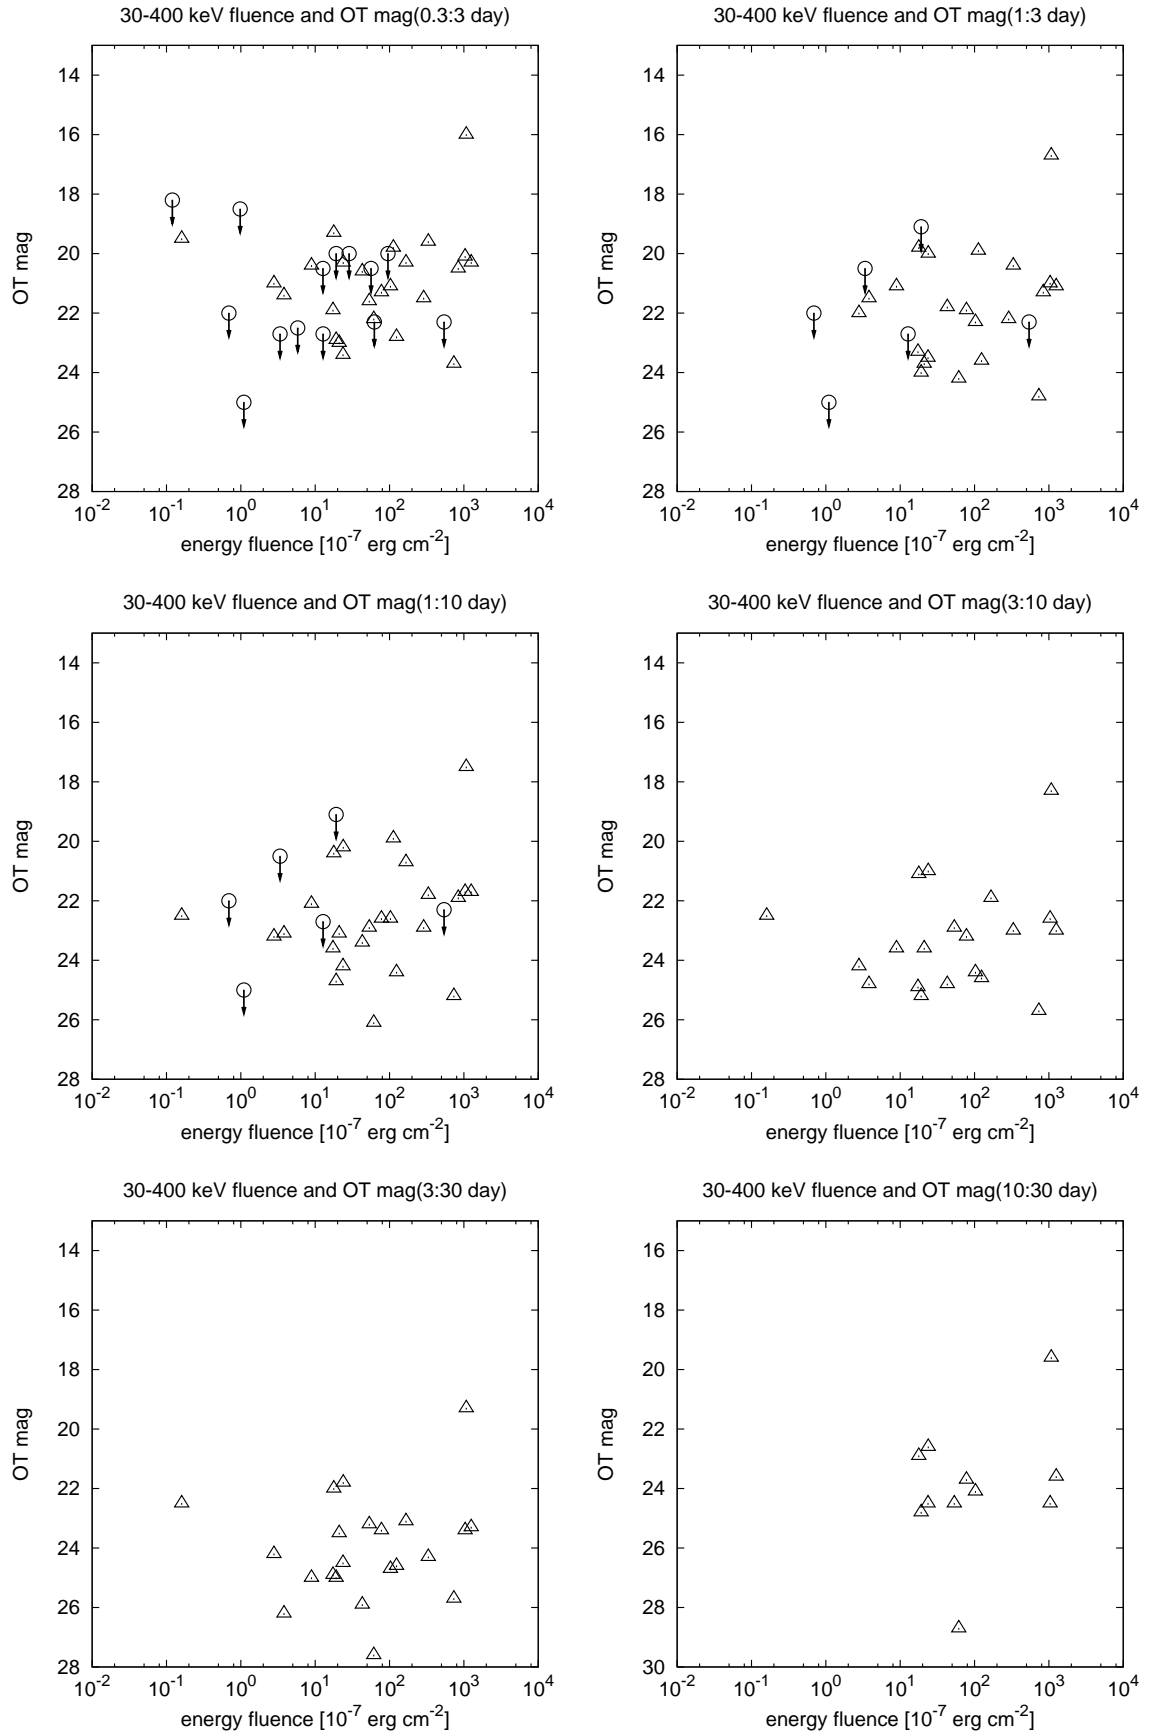 30-400 keV fluence and OT mag(0.3:3 day)
14
16
18
20
22
24
26
28
OT mag
10-2 10-1 100 101 102 103 104
energy fluence [10-7 erg cm-2]
30-400 keV fluence and OT mag(1:3 day)
14
16
18
20
22
24
26
28
OT mag
10-2 10-1 100 101 102 103 104
energy fluence [10-7 erg cm-2]
30-400 keV fluence and OT mag(1:10 day)
14
16
18
20
22
24
26
28
OT mag
10-2 10-1 100 101 102 103 104
energy fluence [10-7 erg cm-2]
30-400 keV fluence and OT mag(3:10 day)
14
16
18
20
22
24
26
28
OT mag
10-2 10-1 100 101 102 103 104
energy fluence [10-7 erg cm-2]
30-400 keV fluence and OT mag(3:30 day)
14
16
18
20
22
24
26
28
OT mag
10-2 10-1 100 101 102 103 104
energy fluence [10-7 erg cm-2]
30-400 keV fluence and OT mag(10:30 day)
16
18
20
22
24
26
28
30
OT mag
10-2 10-1 100 101 102 103 104
energy fluence [10-7 erg cm-2]